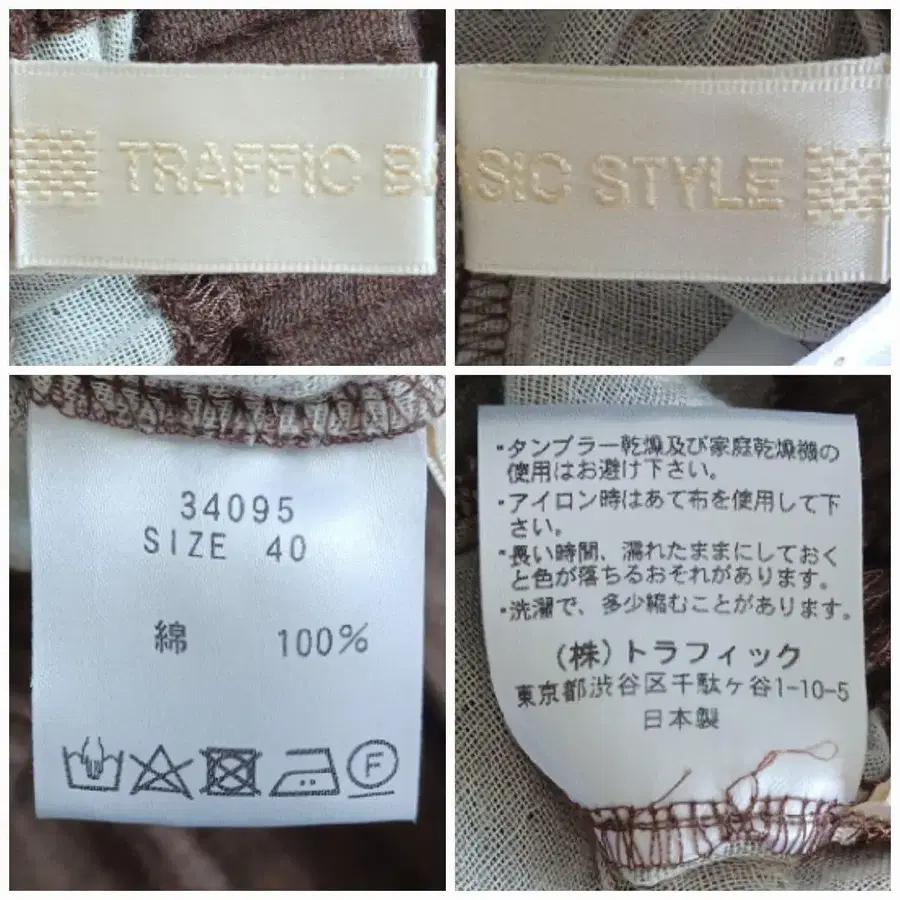 TRAFFIC BA
ASIC STYLE
34095
SIZE 40
綿 100%
F
・タンブラー乾燥及び家庭乾燥機の
使用はお避け下さい。
・アイロン時はあて布を使用して下
さい。
・長い時間、濡れたままにしておく
と色が落ちるおそれがあります。
・洗濯で、多少縮むことがあります。
(株)トラフィック
東京都渋谷区千駄ケ谷1-10-5
日本製